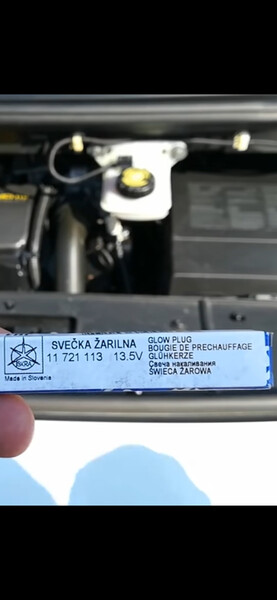 SVEČKA ŽARILNA
11 721 113 13.5V
GLOW PLUG
BOUGIE DE PRECHAUFFAGE
GLÜHKERZE
Свеча накаливания
ŚWIECA ŻAROWA
Made in Slovenia